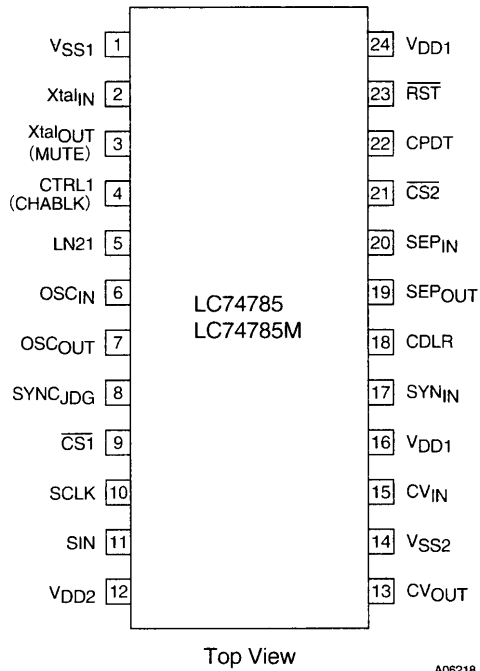 VSS1 1
XtalIN 2
XtalOUT
(MUTE) 3
CTRL1
(CHABLK) 4
LN21 5
OSCIN 6
OSCOUT 7
SYNCJDG 8
CS1 9
SCLK 10
SIN 11
VDD2 12
LC74785
LC74785M
24 VDD1
23 RST
22 CPDT
21 CS2
20 SEPIN
19 SEPOUT
18 CDLR
17 SYNIN
16 VDD1
15 CVIN
14 VSS2
13 CVOUT
Top View
A06218